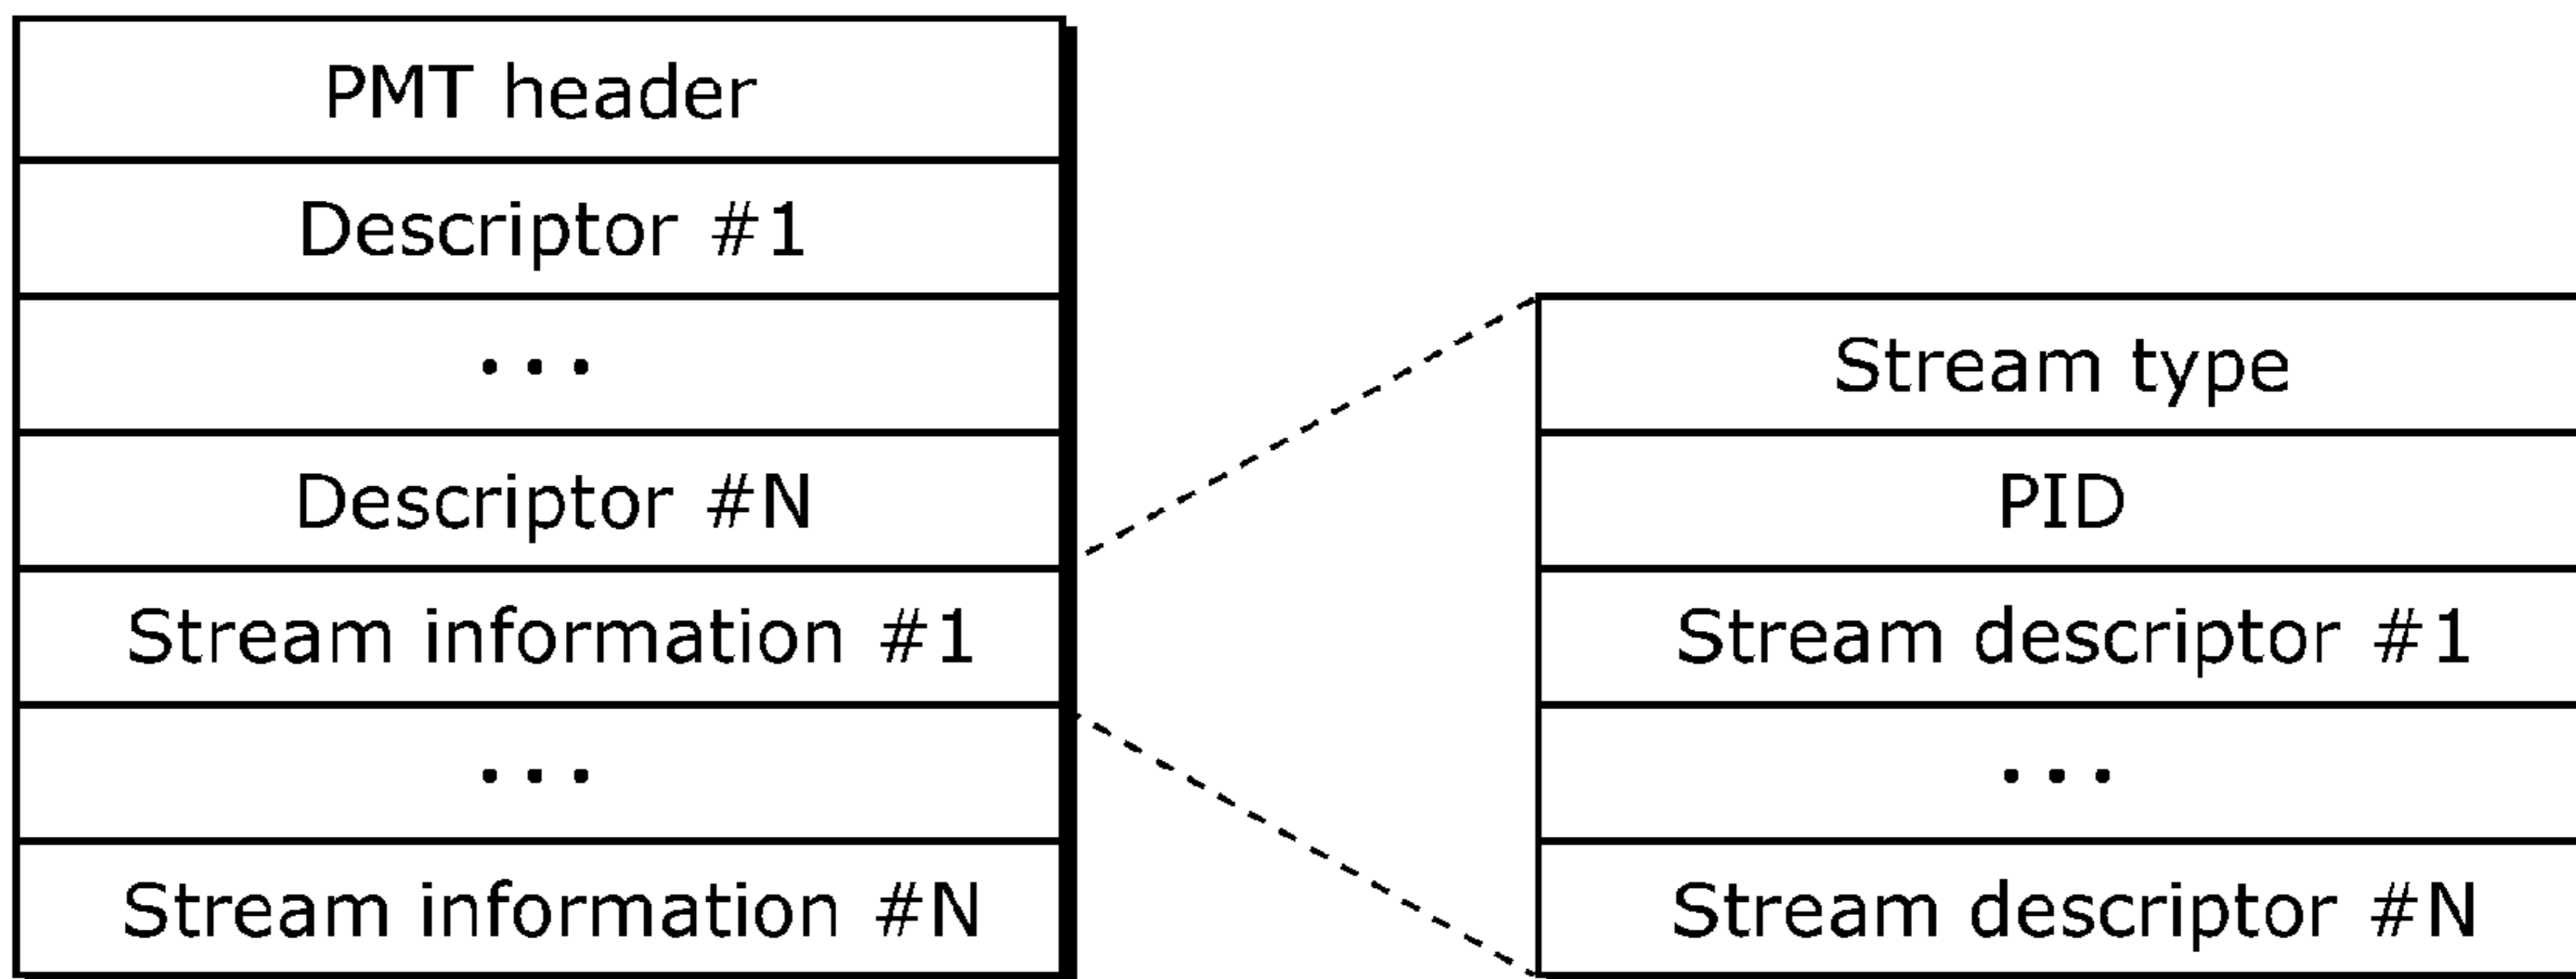 PMT header
Descriptor #1
...
Descriptor #N
Stream information #1
...
Stream information #N
Stream type
PID
Stream descriptor #1
...
Stream descriptor #N